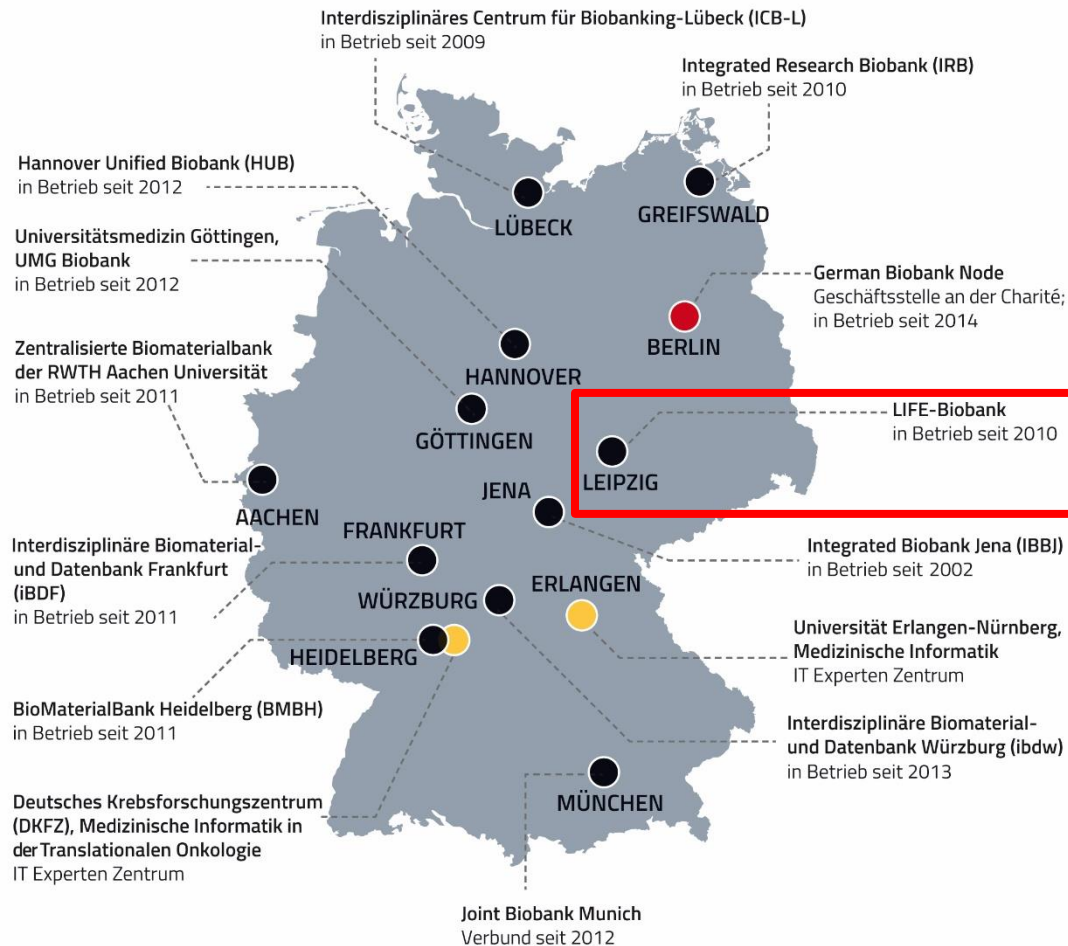 Interdisziplinäres Centrum für Biobanking-Lübeck (ICB-L)
in Betrieb seit 2009
Integrated Research Biobank (IRB)
in Betrieb seit 2010
Hannover Unified Biobank (HUB)
in Betrieb seit 2012
LÜBECK
GREIFSWALD
Universitätsmedizin Göttingen,
UMG Biobank
in Betrieb seit 2012
German Biobank Node
Geschäftsstelle an der Charité;
in Betrieb seit 2014
BERLIN
Zentralisierte Biomaterialbank
der RWTH Aachen Universität
in Betrieb seit 2011
HANNOVER
GÖTTINGEN
LIFE-Biobank
in Betrieb seit 2010
LEIPZIG
JENA
AACHEN
FRANKFURT
Interdisziplinäre Biomaterial-
und Datenbank Frankfurt
(iBDF)
in Betrieb seit 2011
Integrated Biobank Jena (IBBJ)
in Betrieb seit 2002
ERLANGEN
WÜRZBURG
HEIDELBERG
Universität Erlangen-Nürnberg,
Medizinische Informatik
IT Experten Zentrum
BioMaterialBank Heidelberg (BMBH)
in Betrieb seit 2011
Interdisziplinäre Biomaterial-
und Datenbank Würzburg (ibdw)
in Betrieb seit 2013
MÜNCHEN
Deutsches Krebsforschungszentrum
(DKFZ), Medizinische Informatik in
der Translationalen Onkologie
IT Experten Zentrum
Joint Biobank Munich
Verbund seit 2012